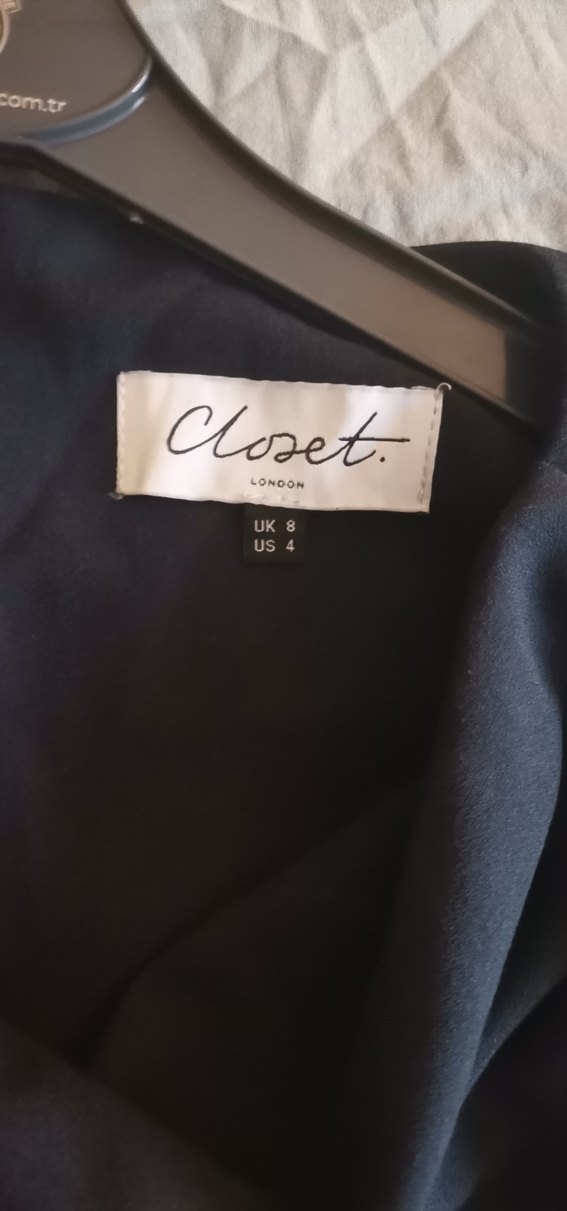 com.tr
Closet.
LONDON
UK 8
US 4